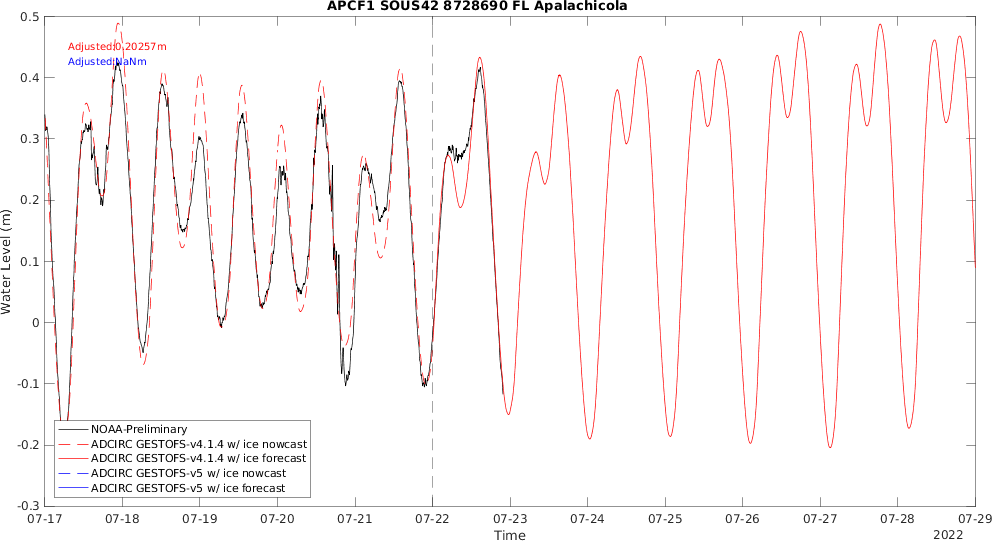 APCF1 SOUS42 8728690 FL Apalachicola
0.5
0.4
0.3
0.2
0.1
0
-0.1
-0.2
-0.3
Water Level (m)
Adjusted:0.20257m
Adjusted:NaNm
NOAA-Preliminary
ADCIRC GESTOFS-v4.1.4 w/ ice nowcast
ADCIRC GESTOFS-v4.1.4 w/ ice forecast
ADCIRC GESTOFS-v5 w/ ice nowcast
ADCIRC GESTOFS-v5 w/ ice forecast
07-17 07-18 07-19 07-20 07-21 07-22 07-23 07-24 07-25 07-26 07-27 07-28 07-29
Time
2022